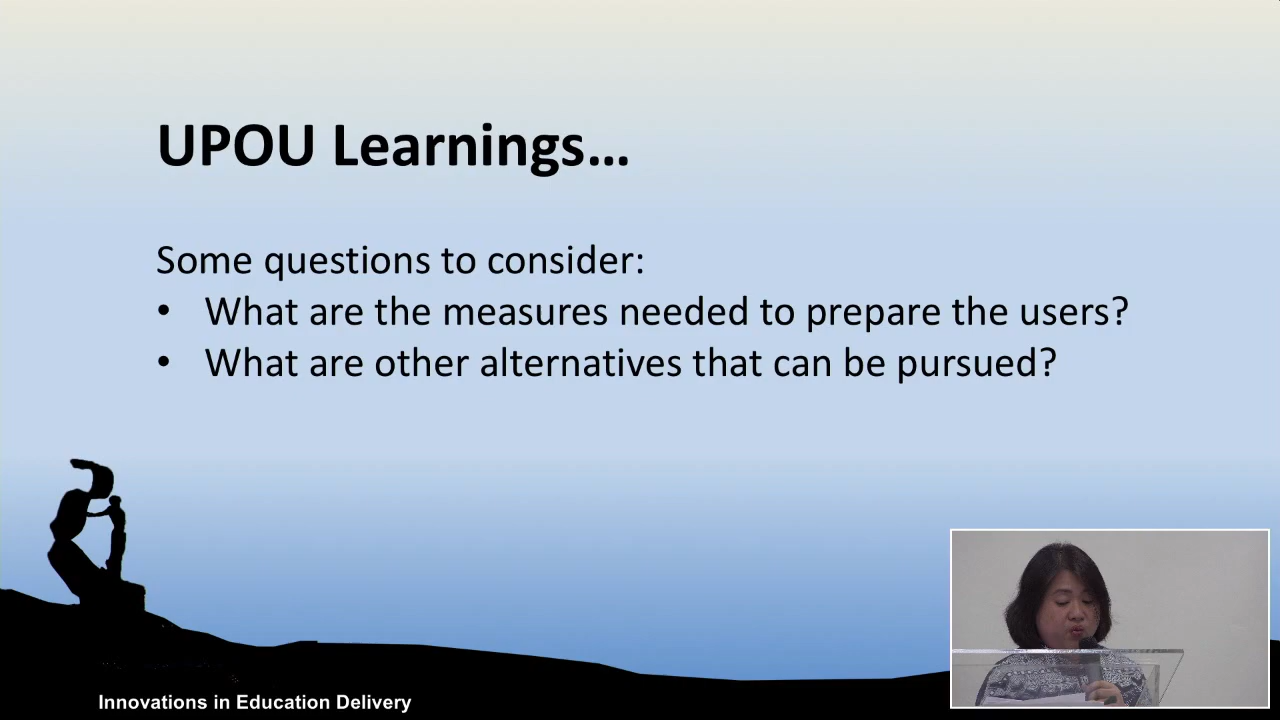 UPOU Learnings…
Some questions to consider:
• What are the measures needed to prepare the users?
• What are other alternatives that can be pursued?
Innovations in Education Delivery